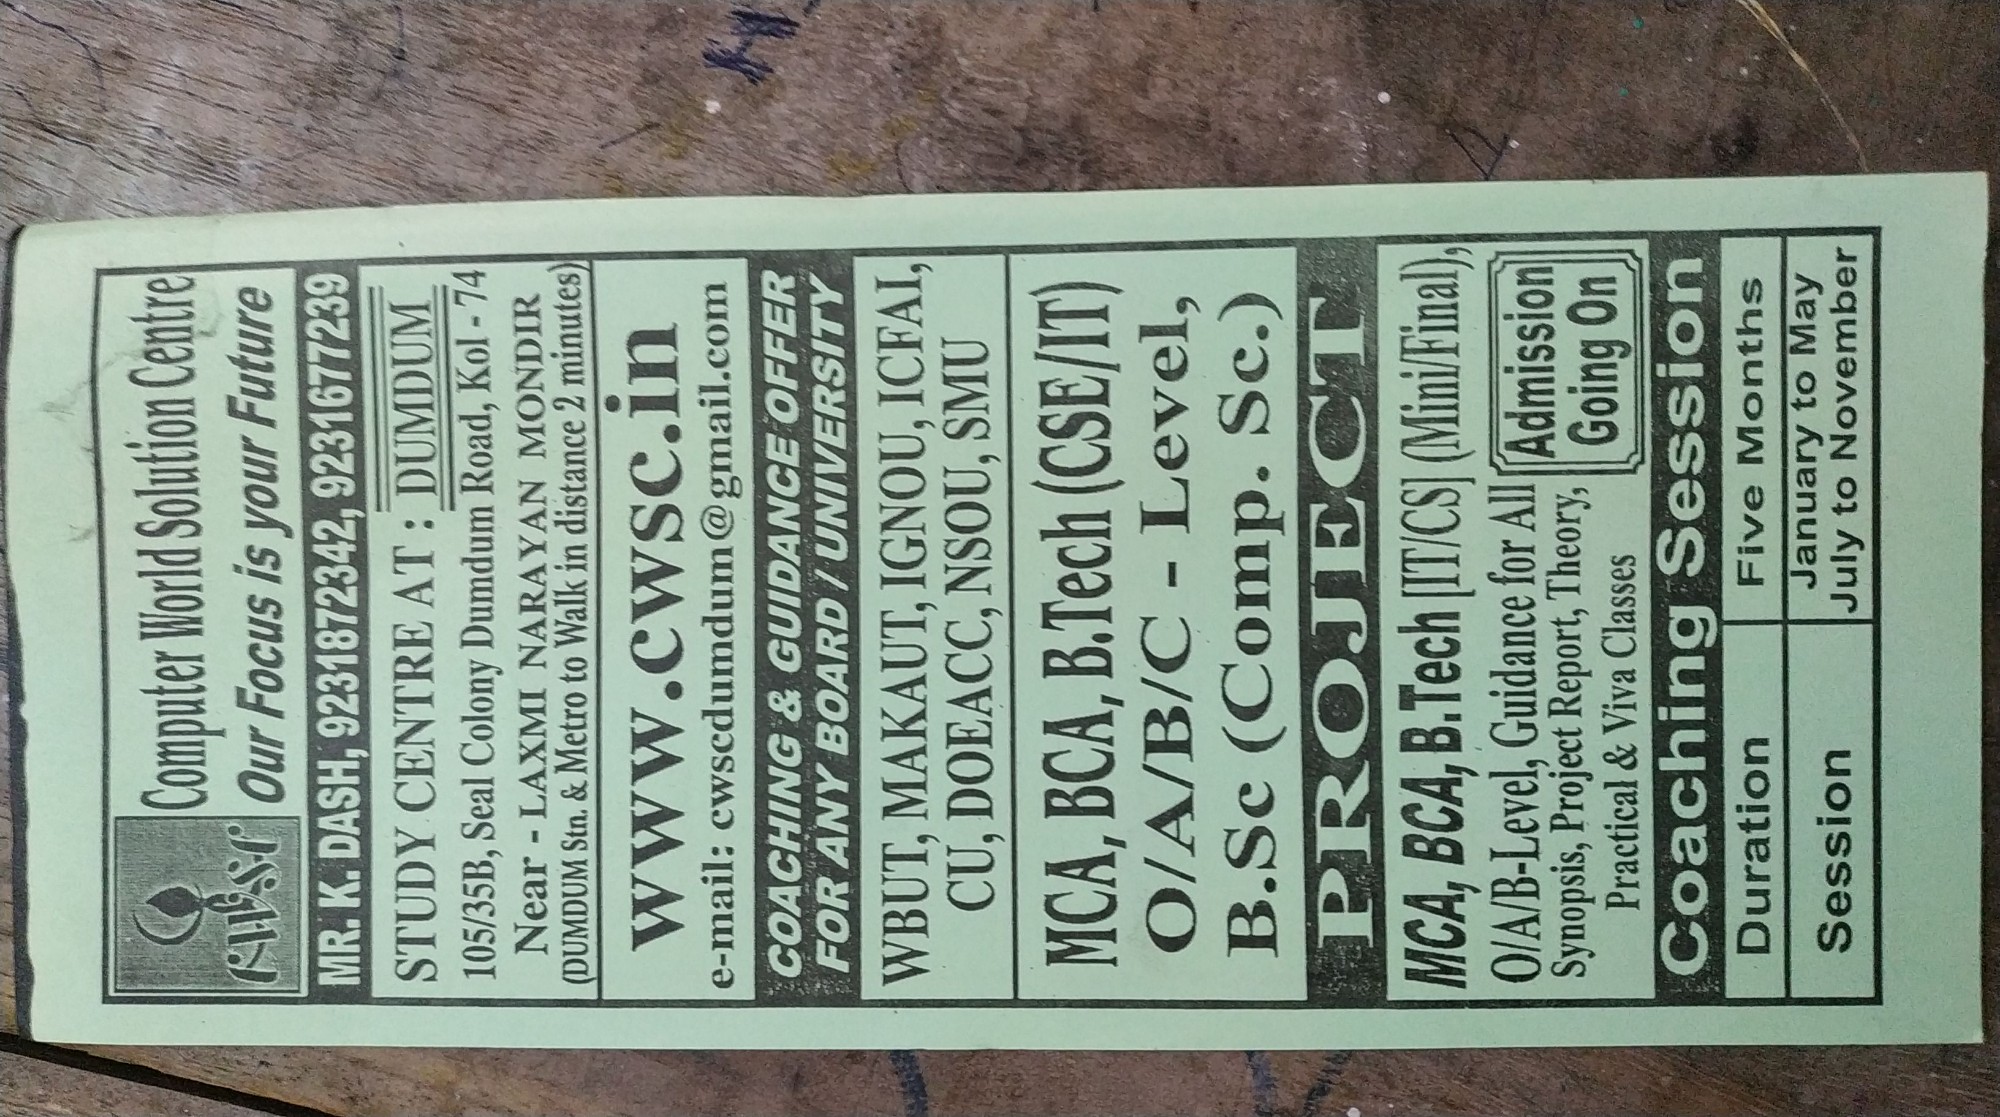 CWSC
Computer World Solution Centre
Our Focus is your Future
MR. K. DASH, 9231872342, 9231677239
STUDY CENTRE AT : DUMDUM
105/35B, Seal Colony Dumdum Road, Kol - 74
Near - LAXMI NARAYAN MONDIR
(DUMDUM Stn. & Metro to Walk in distance 2 minutes)
www.cwsc.in
e-mail: cwscdumdum@gmail.com
COACHING & GUIDANCE OFFER
FOR ANY BOARD / UNIVERSITY
WBUT, MAKAUT, IGNOU, ICFAI,
CU, DOEACC, NSOU, SMU
MCA, BCA, B.Tech (CSE/IT)
O/A/B/C - Level,
B.Sc (Comp. Sc.)
PROJECT
MCA, BCA, B.Tech [IT/CS] (Mini/Final),
O/A/B-Level, Guidance for All
Synopsis, Project Report, Theory,
Practical & Viva Classes
Admission
Going On
Coaching Session
Duration Five Months
Session January to May
July to November